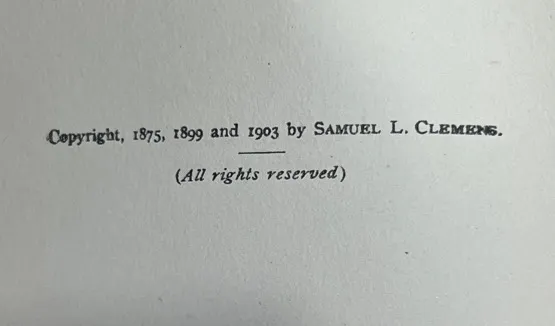 Copyright, 1875, 1899 and 1903 by SAMUEL L. CLEMENS.
(All rights reserved)